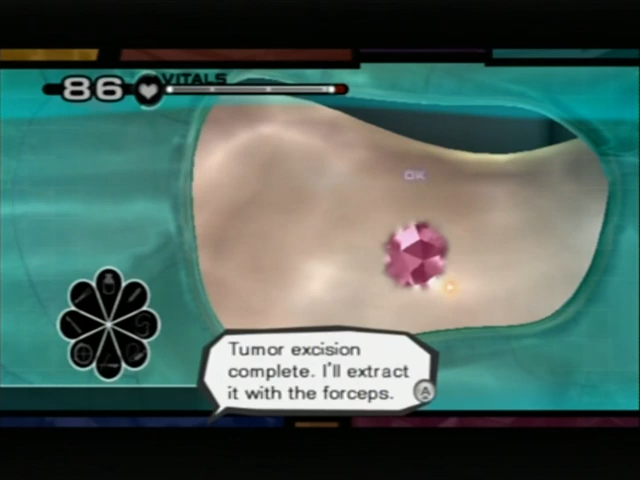 86 VITALS
OK
Tumor excision
complete. I'll extract
it with the forceps.
A